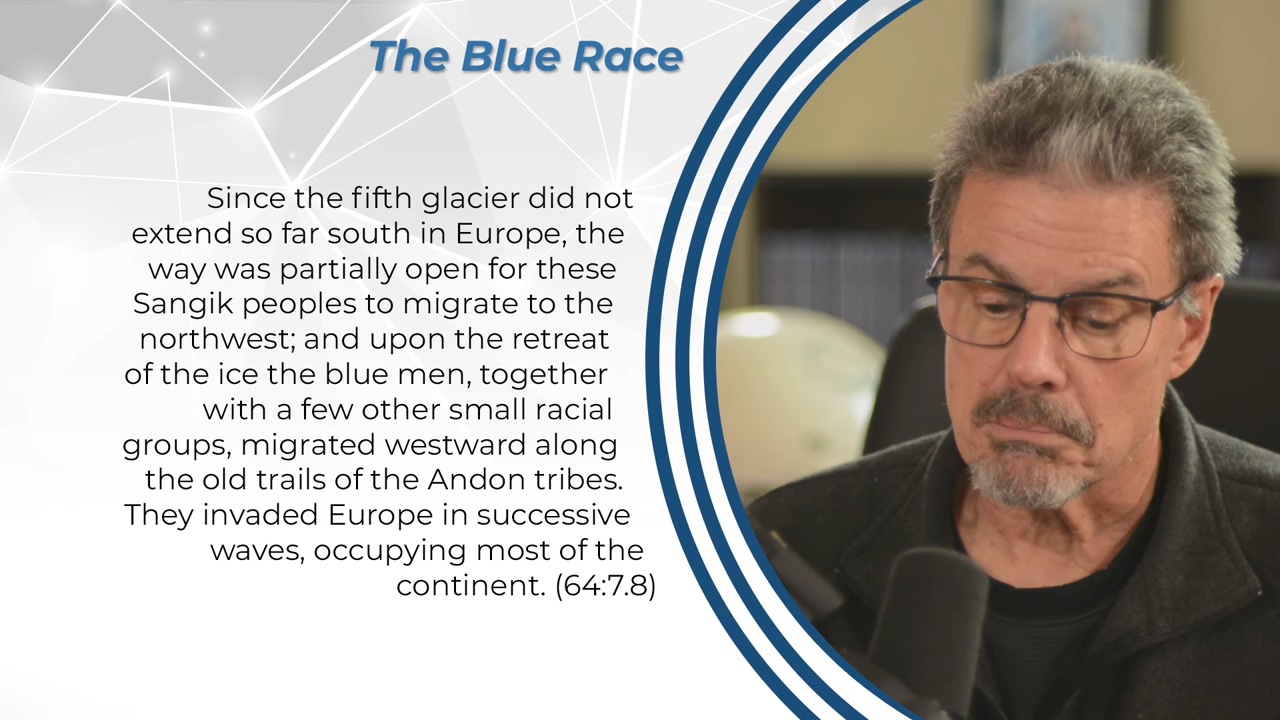 The Blue Race
Since the fifth glacier did not
extend so far south in Europe, the
way was partially open for these
Sangik peoples to migrate to the
northwest; and upon the retreat
of the ice the blue men, together
with a few other small racial
groups, migrated westward along
the old trails of the Andon tribes.
They invaded Europe in successive
waves, occupying most of the
continent. (64:7.8)